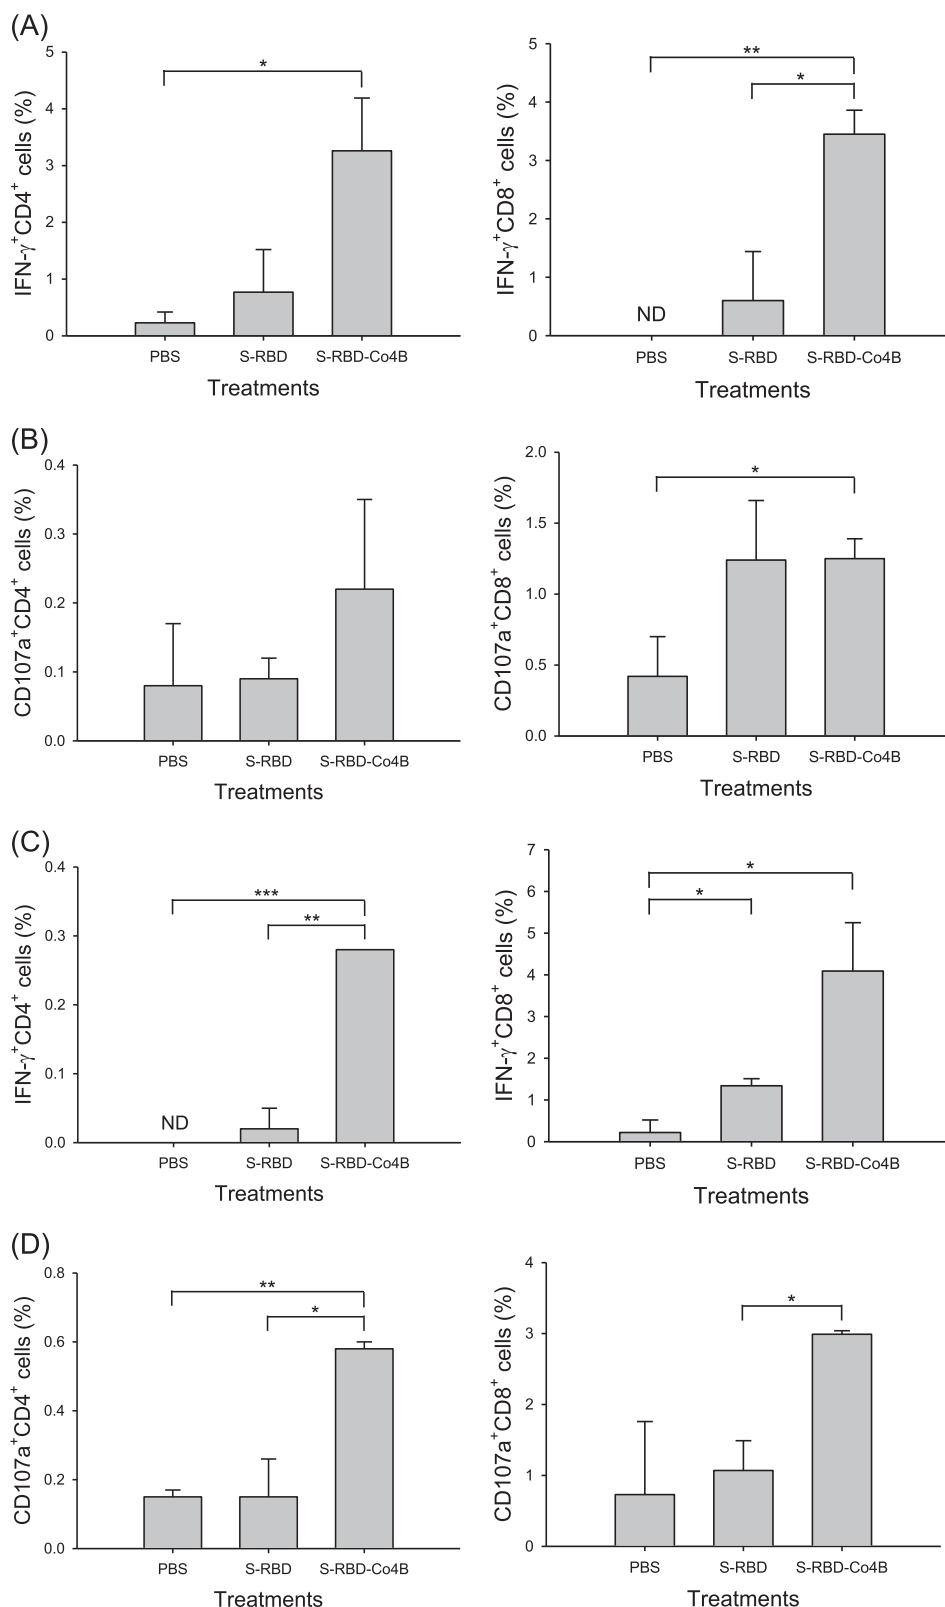 (A)
IFN-γ⁺CD4⁺ cells (%)
5
4
3
2
1
0
*
PBS
S-RBD
S-RBD-Co4B
Treatments
IFN-γ⁺CD8⁺ cells (%)
5
4
3
2
1
0
**
*
ND
PBS
S-RBD
S-RBD-Co4B
Treatments
(B)
CD107a⁺CD4⁺ cells (%)
0.4
0.3
0.2
0.1
0.0
PBS
S-RBD
S-RBD-Co4B
Treatments
CD107a⁺CD8⁺ cells (%)
2.0
1.5
1.0
0.5
0.0
*
PBS
S-RBD
S-RBD-Co4B
Treatments
(C)
IFN-γ⁺CD4⁺ cells (%)
0.4
0.3
0.2
0.1
0.0
***
**
ND
PBS
S-RBD
S-RBD-Co4B
Treatments
IFN-γ⁺CD8⁺ cells (%)
7
6
5
4
3
2
1
0
*
*
PBS
S-RBD
S-RBD-Co4B
Treatments
(D)
CD107a⁺CD4⁺ cells (%)
0.8
0.6
0.4
0.2
0.0
**
*
PBS
S-RBD
S-RBD-Co4B
Treatments
CD107a⁺CD8⁺ cells (%)
4
3
2
1
0
*
PBS
S-RBD
S-RBD-Co4B
Treatments